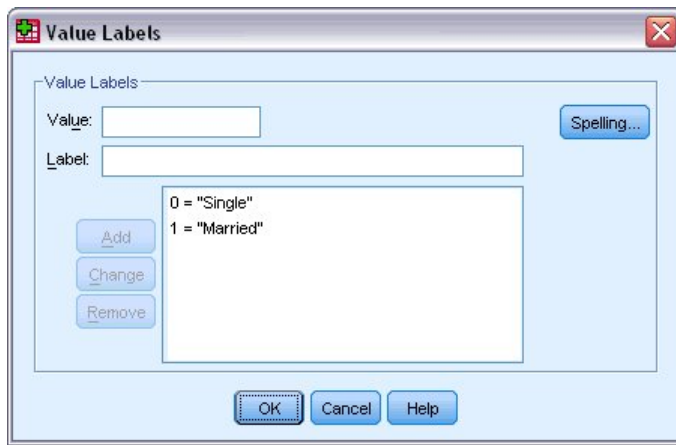 Value Labels
Value Labels
Value:
Spelling...
Label:
0 = "Single"
1 = "Married"
Add
Change
Remove
OK
Cancel
Help